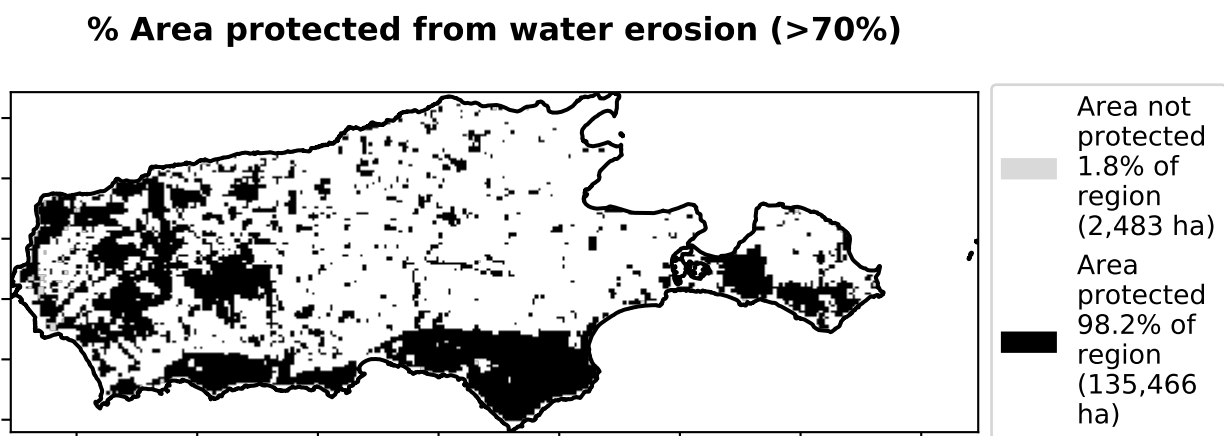 % Area protected from water erosion (>70%)
Area not
protected
1.8% of
region
(2,483 ha)
Area
protected
98.2% of
region
(135,466
ha)